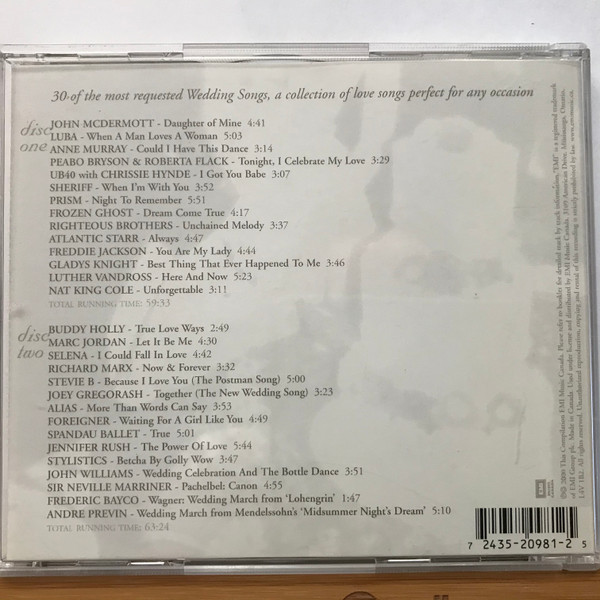 30 of the most requested Wedding Songs, a collection of love songs perfect for any occasion
disc one
JOHN MCDERMOTT - Daughter of Mine 4:41
LUBA - When A Man Loves A Woman 5:03
ANNE MURRAY - Could I Have This Dance 3:14
PEABO BRYSON & ROBERTA FLACK - Tonight, I Celebrate My Love 3:29
UB40 with CHRISSIE HYNDE - I Got You Babe 3:07
SHERIFF - When I'm With You 3:52
PRISM - Night To Remember 5:51
FROZEN GHOST - Dream Come True 4:17
RIGHTEOUS BROTHERS - Unchained Melody 3:37
ATLANTIC STARR - Always 4:47
FREDDIE JACKSON - You Are My Lady 4:44
GLADYS KNIGHT - Best Thing That Ever Happened To Me 3:46
LUTHER VANDROSS - Here And Now 5:23
NAT KING COLE - Unforgettable 3:11
TOTAL RUNNING TIME: 59:33
disc two
BUDDY HOLLY - True Love Ways 2:49
MARC JORDAN - Let It Be Me 4:30
SELENA - I Could Fall In Love 4:42
RICHARD MARX - Now & Forever 3:32
STEVIE B - Because I Love You (The Postman Song) 5:00
JOEY GREGORASH - Together (The New Wedding Song) 3:23
ALIAS - More Than Words Can Say 3:53
FOREIGNER - Waiting For A Girl Like You 4:49
SPANDAU BALLET - True 5:01
JENNIFER RUSH - The Power Of Love 5:44
STYLISTICS - Betcha By Golly Wow 3:47
JOHN WILLIAMS - Wedding Celebration And The Bottle Dance 3:51
SIR NEVILLE MARRINER - Pachelbel: Canon 4:55
FREDERIC BAYCO - Wagner: Wedding March from 'Lohengrin' 1:47
ANDRE PREVIN - Wedding March from Mendelssohn's 'Midsummer Night's Dream' 5:10
TOTAL RUNNING TIME: 63:24
EMI
7 2435-20981-2 5